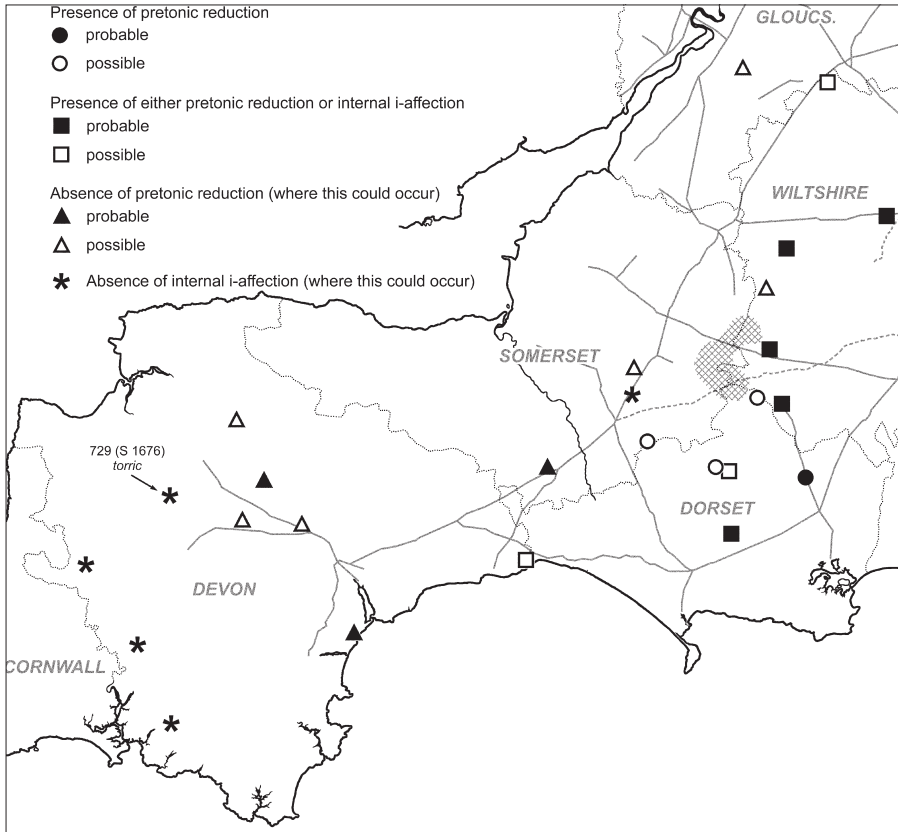 Presence of pretonic reduction
probable
possible
Presence of either pretonic reduction or internal i-affection
probable
possible
Absence of pretonic reduction (where this could occur)
probable
possible
Absence of internal i-affection (where this could occur)
GLOUCS.
WILTSHIRE
SOMERSET
729 (S 1676)
torric
DORSET
DEVON
CORNWALL